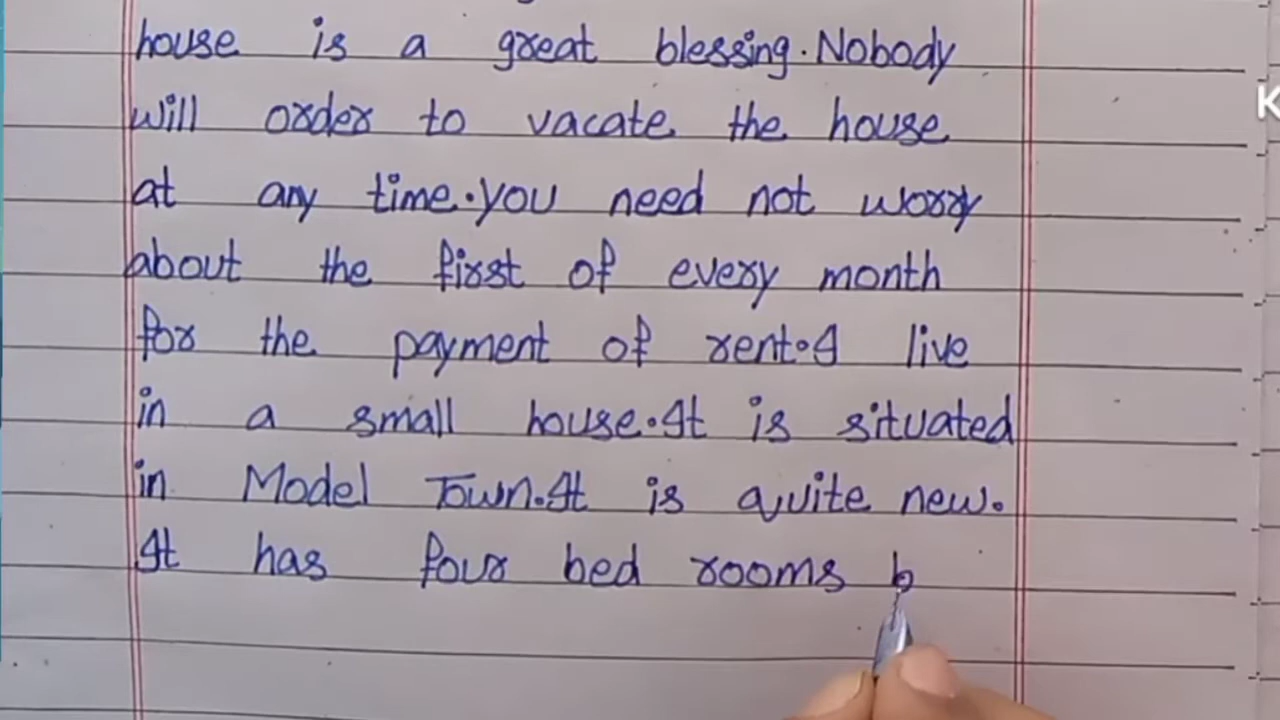 house is a great blessing. Nobody
will order to vacate the house
at any time. you need not worry
about the first of every month
for the payment of rent. I live
in a small house. It is situated
in Model Town. It is quite new.
It has four bed rooms b
K